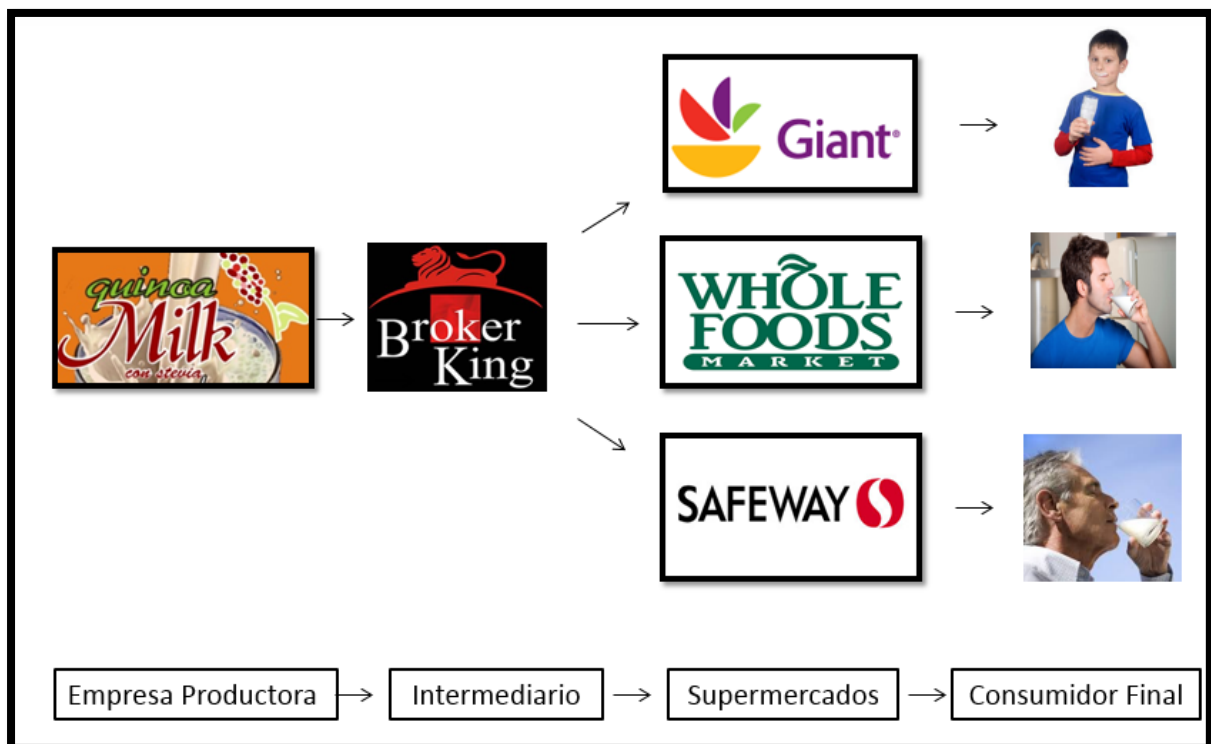 Giant®
quinoa
Milk
con stevia
Broker
King
WHOLE
FOODS
MARKET
SAFEWAY
Empresa Productora
Intermediario
Supermercados
Consumidor Final